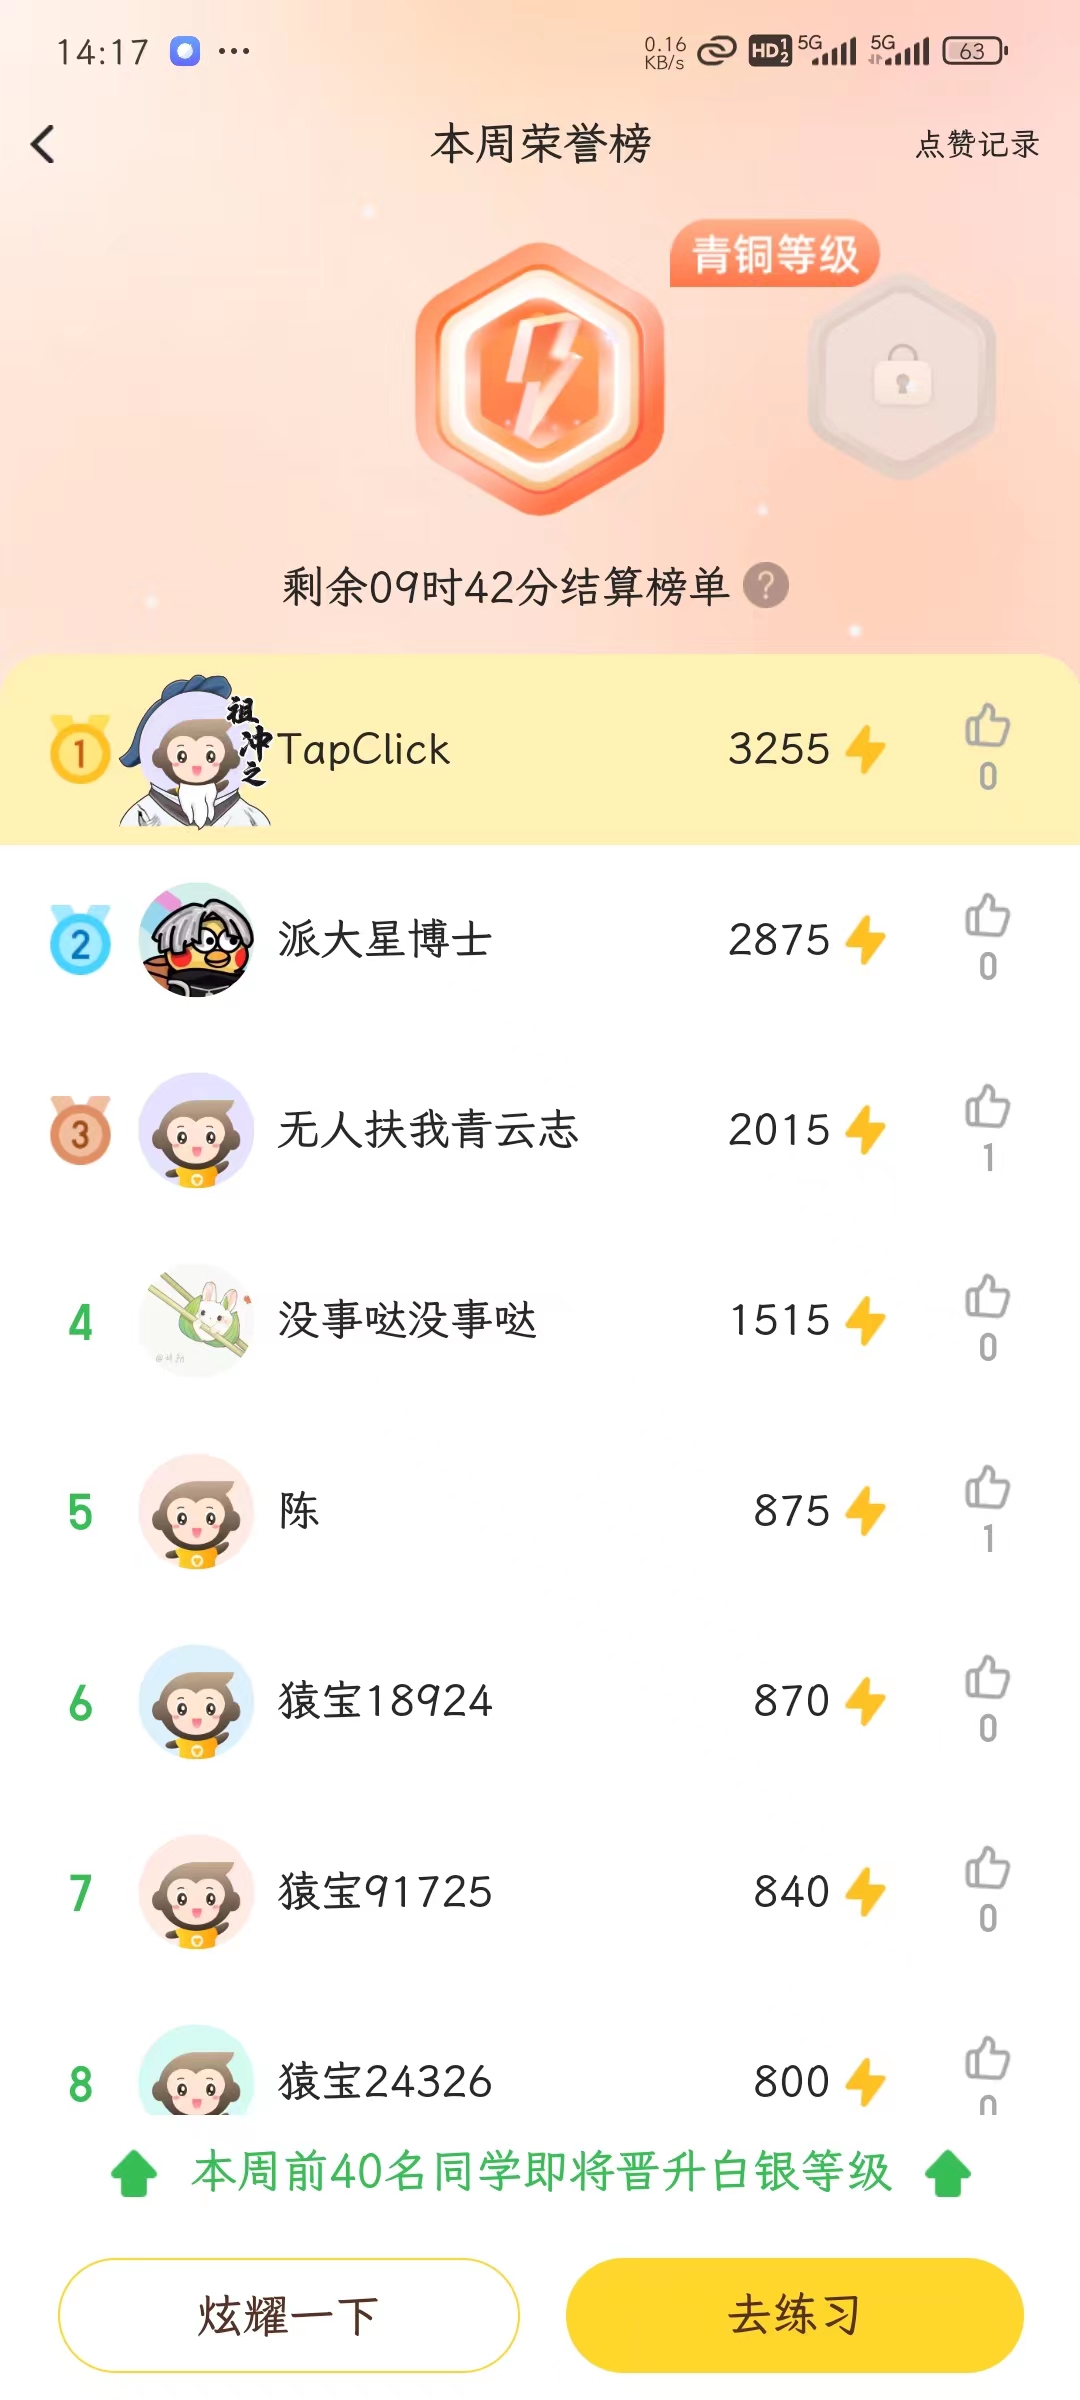 14:17
0.16 KB/s HD 1 2 5G 5G 63
本周荣誉榜 点赞记录
青铜等级
剩余09时42分结算榜单 ?
1 祖冲之 TapClick 3255 0
2 派大星博士 2875 0
3 无人扶我青云志 2015 1
4 没事哒没事哒 1515 0
5 陈 875 1
6 猿宝18924 870 0
7 猿宝91725 840 0
8 猿宝24326 800 0
本周前40名同学即将晋升白银等级
炫耀一下 去练习